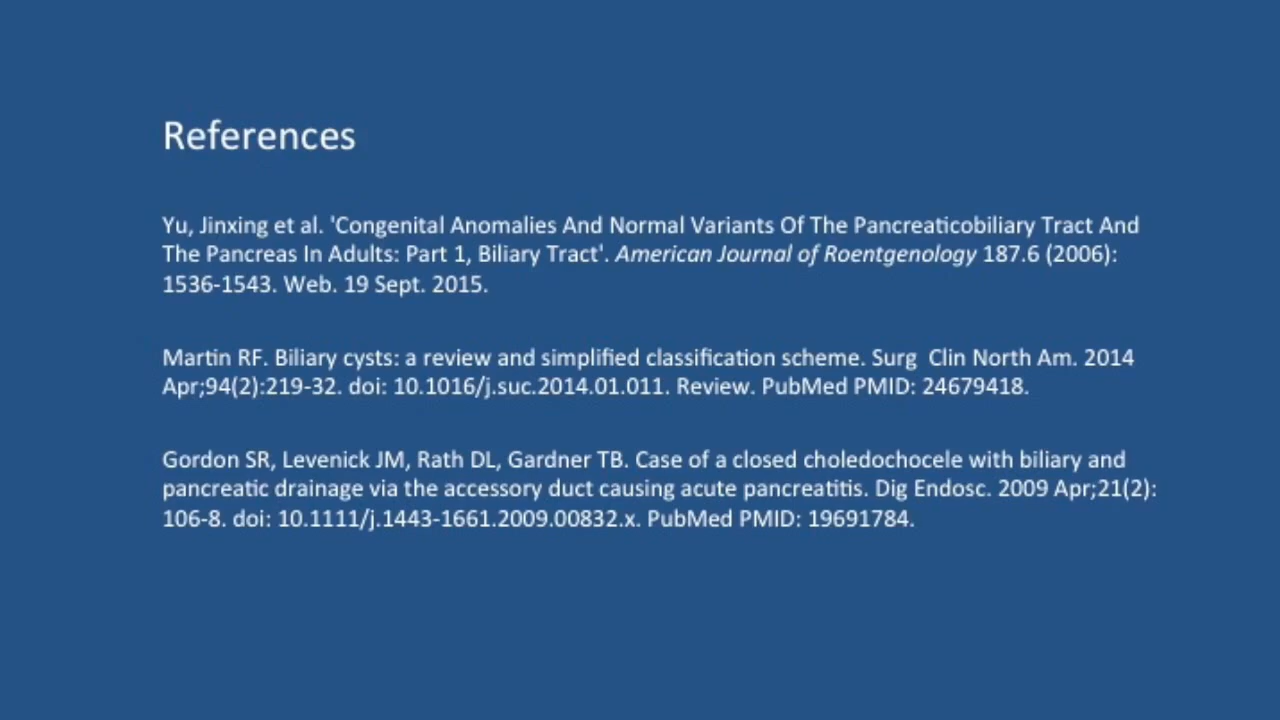 References
Yu, Jinxing et al. 'Congenital Anomalies And Normal Variants Of The Pancreaticobiliary Tract And
The Pancreas In Adults: Part 1, Biliary Tract'. American Journal of Roentgenology 187.6 (2006):
1536-1543. Web. 19 Sept. 2015.
Martin RF. Biliary cysts: a review and simplified classification scheme. Surg  Clin North Am. 2014
Apr;94(2):219-32. doi: 10.1016/j.suc.2014.01.011. Review. PubMed PMID: 24679418.
Gordon SR, Levenick JM, Rath DL, Gardner TB. Case of a closed choledochocele with biliary and
pancreatic drainage via the accessory duct causing acute pancreatitis. Dig Endosc. 2009 Apr;21(2):
106-8. doi: 10.1111/j.1443-1661.2009.00832.x. PubMed PMID: 19691784.